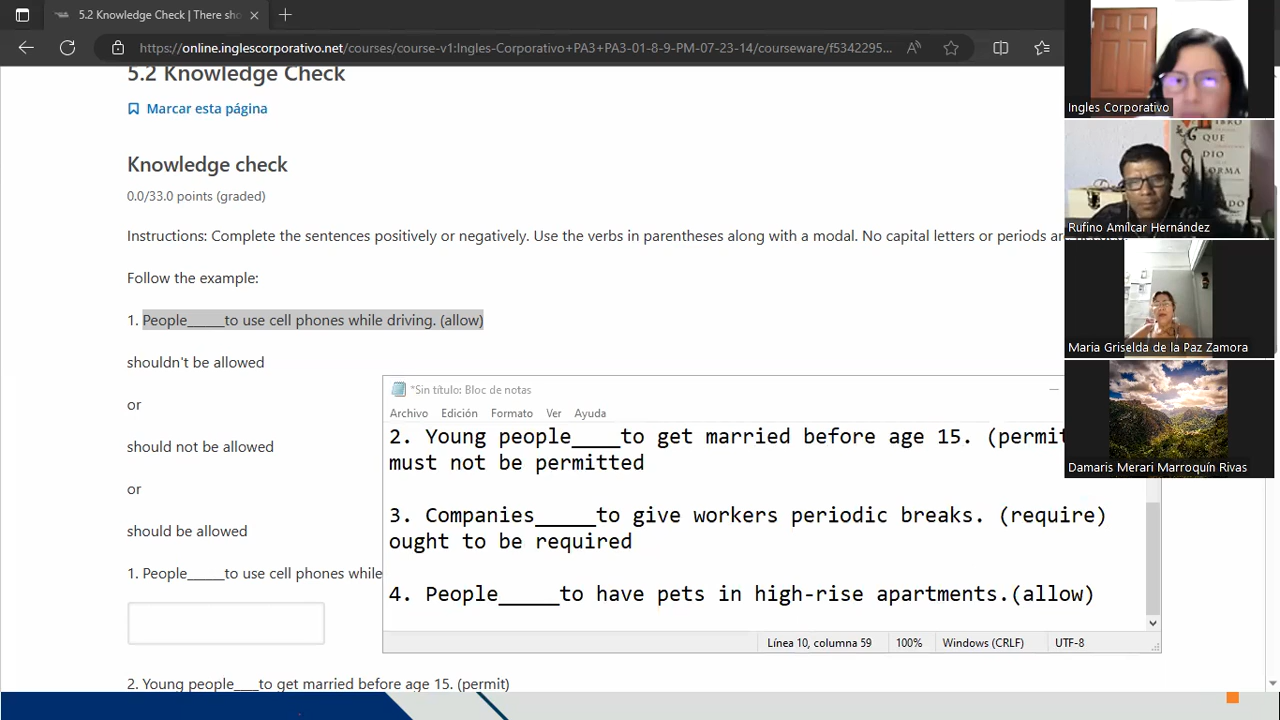 5.2 Knowledge Check | There sho
https://online.inglescorporativo.net/courses/course-v1:Ingles-Corporativo+PA3+PA3-01-8-9-PM-07-23-14/courseware/f5342295...
5.2 Knowledge Check
Marcar esta página
Knowledge check
0.0/33.0 points (graded)
Instructions: Complete the sentences positively or negatively. Use the verbs in parentheses along with a modal. No capital letters or periods are
Follow the example:
1. People_____to use cell phones while driving. (allow)
shouldn't be allowed
or
should not be allowed
or
should be allowed
1. People_____to use cell phones while
2. Young people___to get married before age 15. (permit)
*Sin título: Bloc de notas
Archivo Edición Formato Ver Ayuda
2. Young people____to get married before age 15. (permit
must not be permitted
3. Companies_____to give workers periodic breaks. (require)
ought to be required
4. People_____to have pets in high-rise apartments.(allow)
Línea 10, columna 59 100% Windows (CRLF) UTF-8
Ingles Corporativo
QUE
DIO
Rufino Amílcar Hernández
Maria Griselda de la Paz Zamora
Damaris Merari Marroquín Rivas